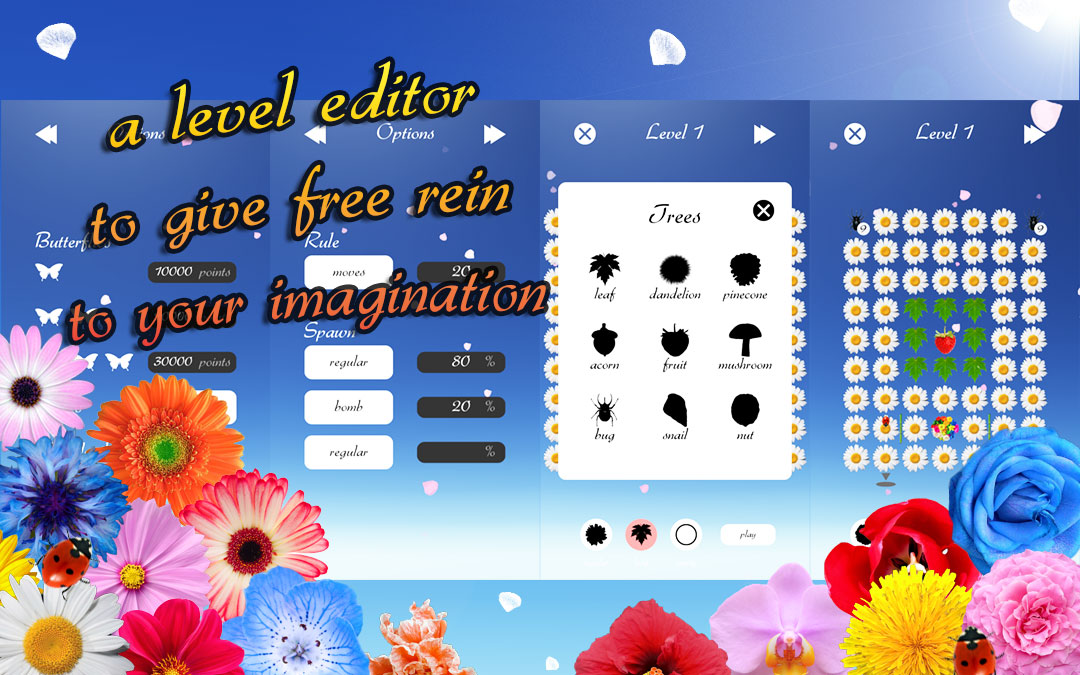 a level editor
to give free rein
to your imagination
Options
Level 1
Level 1
Butterflies
10000 points
30000 points
Rule
moves
20
Spawn
regular
80 %
bomb
20 %
regular
%
Trees
leaf
dandelion
pinecone
acorn
fruit
mushroom
bug
snail
nut
play
9
9